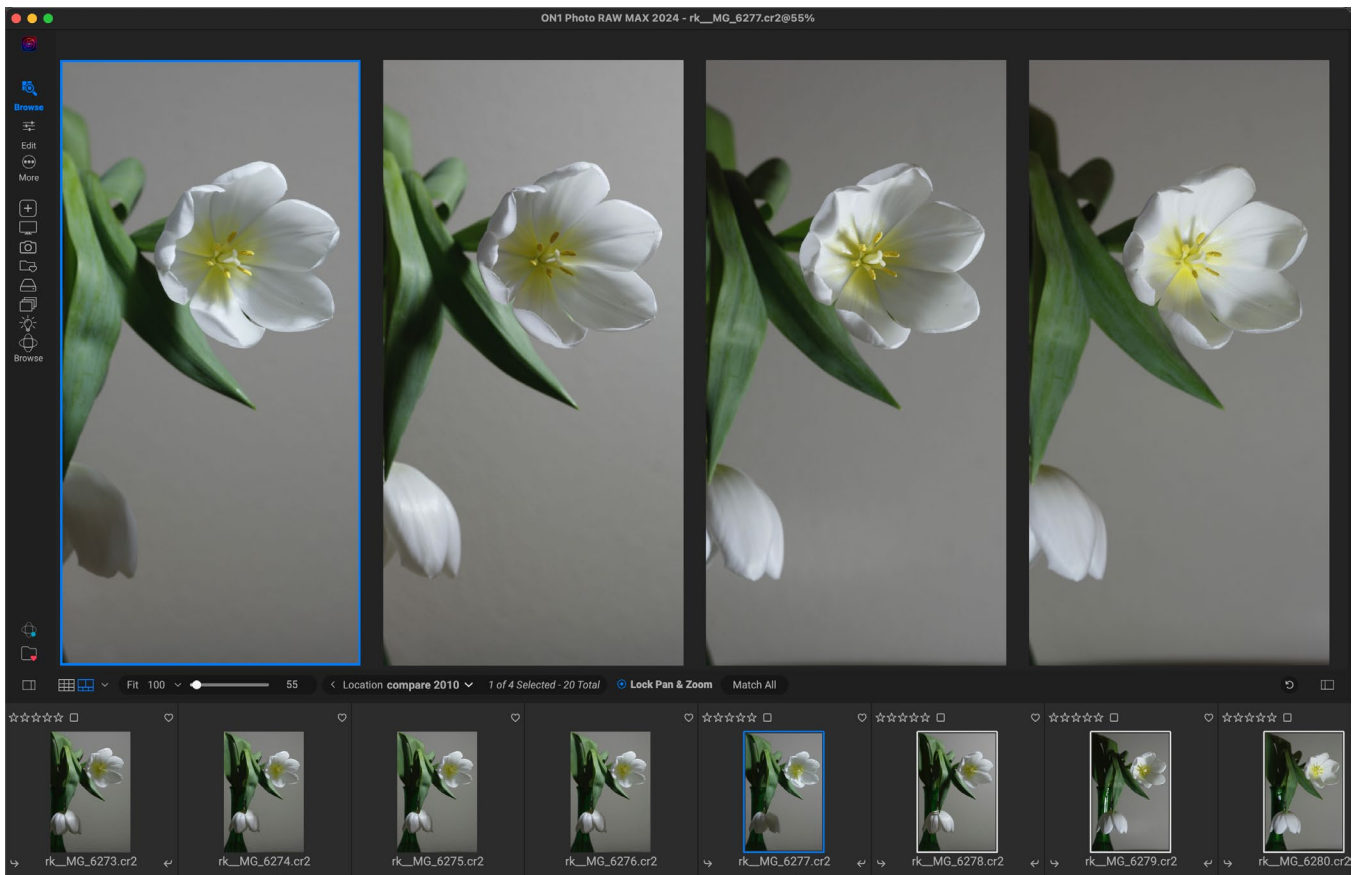 ON1 Photo RAW MAX 2024 - rk__MG_6277.cr2@55%
Browse
Edit
More
Browse
Fit 100 55 Location compare 2010 1 of 4 Selected - 20 Total Lock Pan & Zoom Match All
rk__MG_6273.cr2 rk__MG_6274.cr2 rk__MG_6275.cr2 rk__MG_6276.cr2 rk__MG_6277.cr2 rk__MG_6278.cr2 rk__MG_6279.cr2 rk__MG_6280.cr2